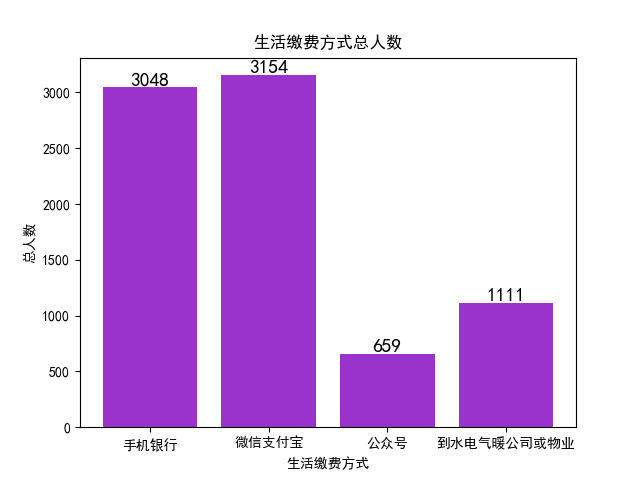 生活缴费方式总人数
总人数
3000
2500
2000
1500
1000
500
0
3048
3154
659
1111
手机银行
微信支付宝
公众号
到水电气暖公司或物业
生活缴费方式